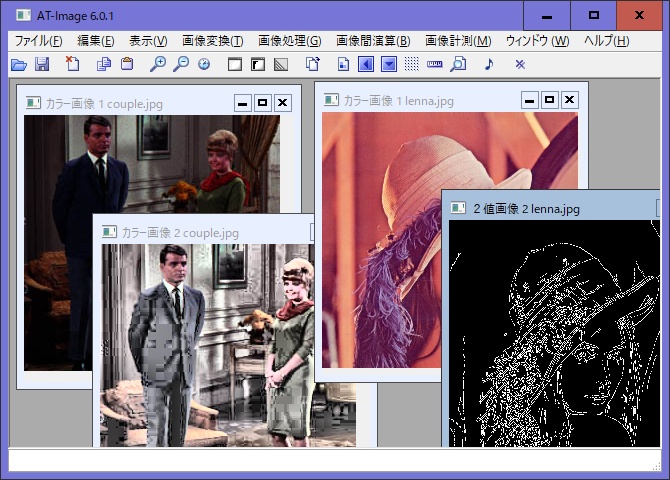 AT-Image 6.0.1
ファイル(F) 編集(E) 表示(V) 画像変換(T) 画像処理(G) 画像間演算(B) 画像計測(M) ウィンドウ(W) ヘルプ(H)
カラー画像 1 couple.jpg
カラー画像 1 lenna.jpg
カラー画像 2 couple.jpg
2 値画像 2 lenna.jpg